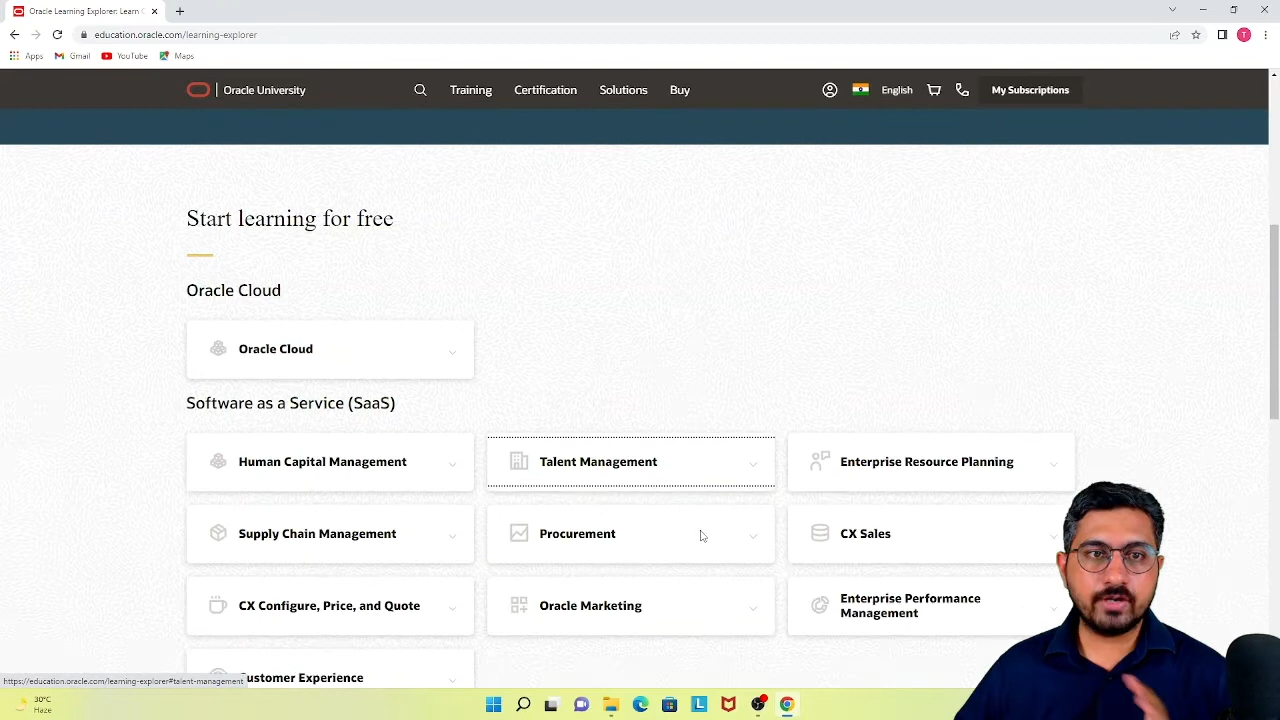 Oracle Learning Explorer: Learn
education.oracle.com/learning-explorer
T
Apps
Gmail
YouTube
Maps
Oracle University
Training
Certification
Solutions
Buy
English
My Subscriptions
Start learning for free
Oracle Cloud
Oracle Cloud
Software as a Service (SaaS)
Human Capital Management
Talent Management
Enterprise Resource Planning
Supply Chain Management
Procurement
CX Sales
CX Configure, Price, and Quote
Oracle Marketing
Enterprise Performance
Management
Customer Experience
https://education.oracle.com/learning-explorer#talent-management
30°C
Haze
L